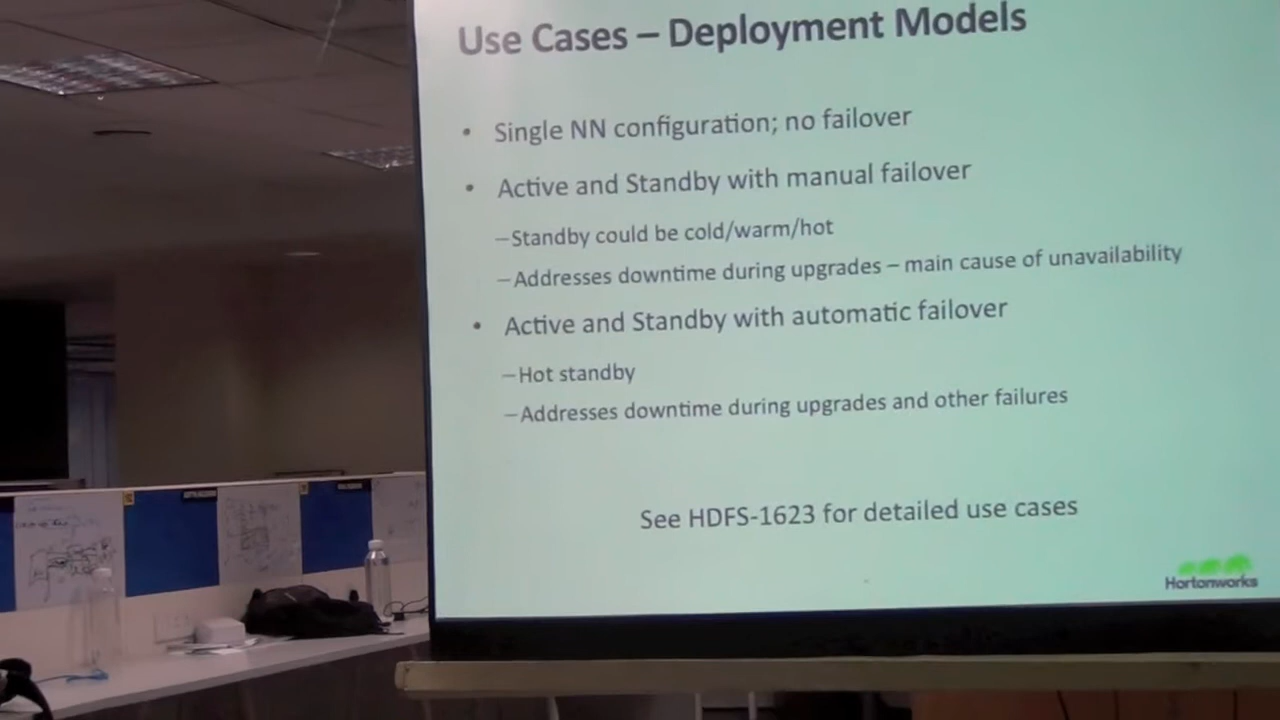 Use Cases – Deployment Models
• Single NN configuration; no failover
• Active and Standby with manual failover
–Standby could be cold/warm/hot
–Addresses downtime during upgrades – main cause of unavailability
• Active and Standby with automatic failover
–Hot standby
–Addresses downtime during upgrades and other failures
See HDFS-1623 for detailed use cases
Hortonworks